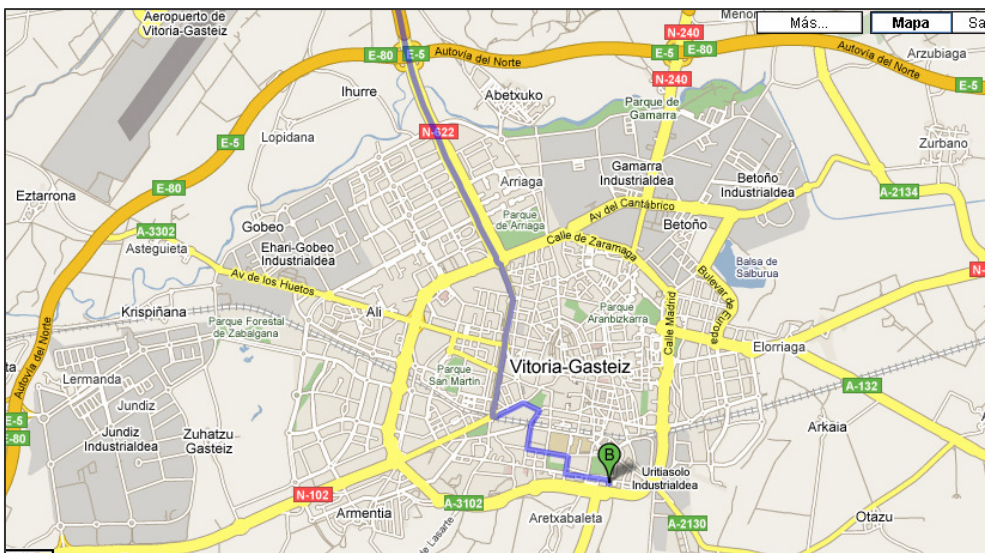 Aeropuerto de
Vitoria-Gasteiz
Más...
Mapa
Sa
E-80
E-5
Autovía del Norte
N-240
E-5
E-80
Autovía del Norte
Arzubiaga
E-5
N-240
Ihurre
Abetxuko
Parque de
Gamarra
Lopidana
E-5
N-622
Zurbano
Eztarrona
E-80
Arriaga
Gamarra
Industrialdea
Betoño
Industrialdea
A-2134
Gobeo
Parque
de Arriaga
Av del Cantábrico
A-3302
Asteguieta
Ehari-Gobeo
Industrialdea
Calle de Zaramaga
Betoño
Balsa de
Salburua
Av de los Huetos
Bulevar de Europa
Krispiñana
Ali
Parque
Aranbizkarra
Calle Madrid
Parque Forestal
de Zabalgana
Autovía del Norte
Elorriaga
Parque
San Martin
Vitoria-Gasteiz
Lermanda
A-132
Jundiz
E-5
E-80
Jundiz
Industrialdea
Zuhatzu
Gasteiz
Arkaia
B
Uritiasolo
Industrialdea
N-102
A-3102
Armentia
Aretxabaleta
A-2130
Otazu
de Lasarte